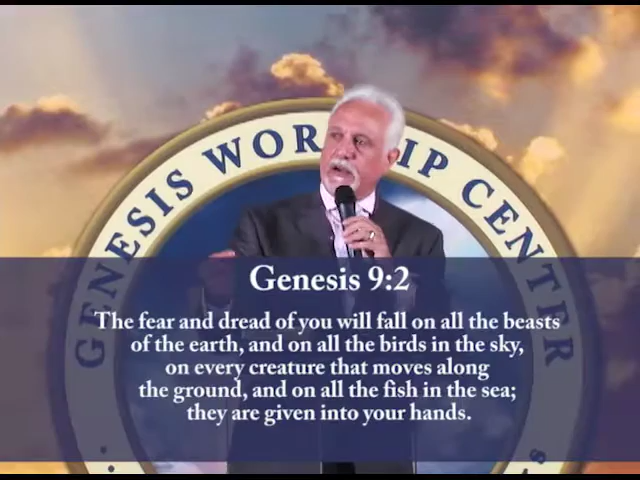 GENESIS WORSHIP CENTER
Genesis 9:2
The fear and dread of you will fall on all the beasts
of the earth, and on all the birds in the sky,
on every creature that moves along
the ground, and on all the fish in the sea;
they are given into your hands.